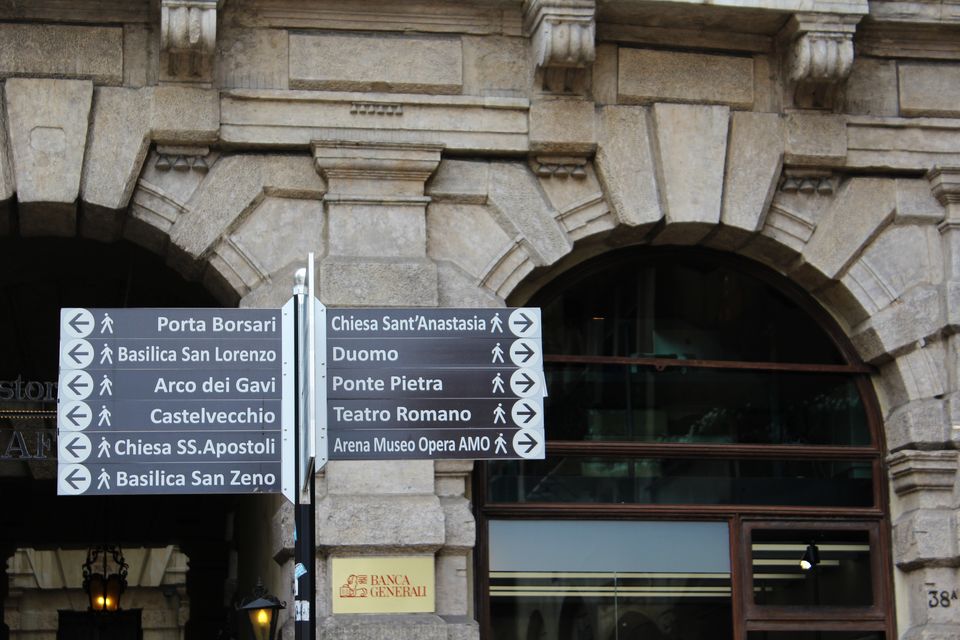 Porta Borsari
Basilica San Lorenzo
Arco dei Gavi
Castelvecchio
Chiesa SS.Apostoli
Basilica San Zeno
Chiesa Sant'Anastasia
Duomo
Ponte Pietra
Teatro Romano
Arena Museo Opera AMO
BANCA
GENERALI
38A